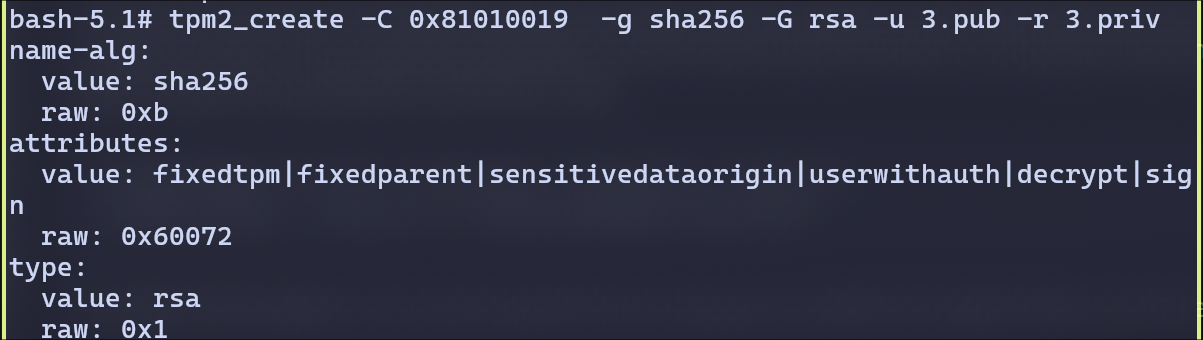 bash-5.1# tpm2_create -C 0x81010019  -g sha256 -G rsa -u 3.pub -r 3.priv
name-alg:
  value: sha256
  raw: 0xb
attributes:
  value: fixedtpm|fixedparent|sensitivedataorigin|userwithauth|decrypt|sig
n
  raw: 0x60072
type:
  value: rsa
  raw: 0x1